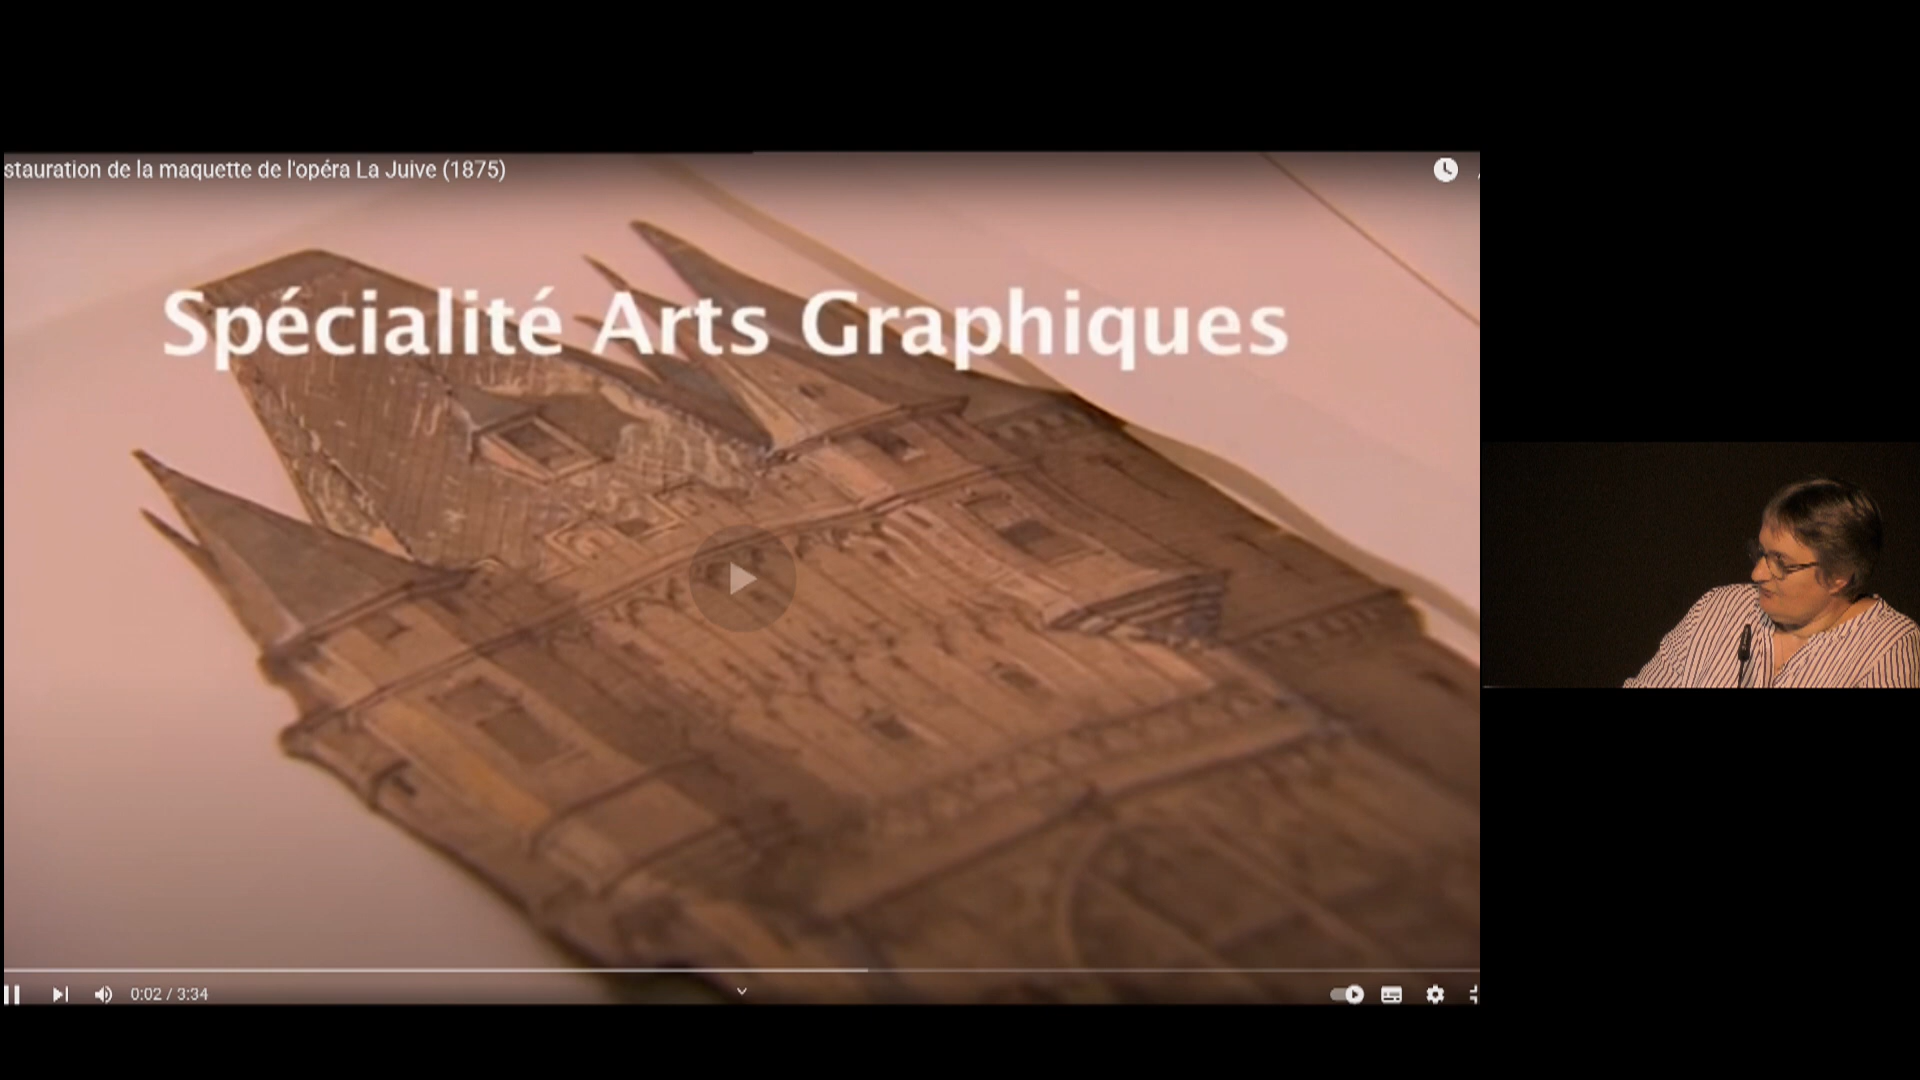 stauration de la maquette de l'opéra La Juive (1875)
Spécialité Arts Graphiques
0:02 / 3:34